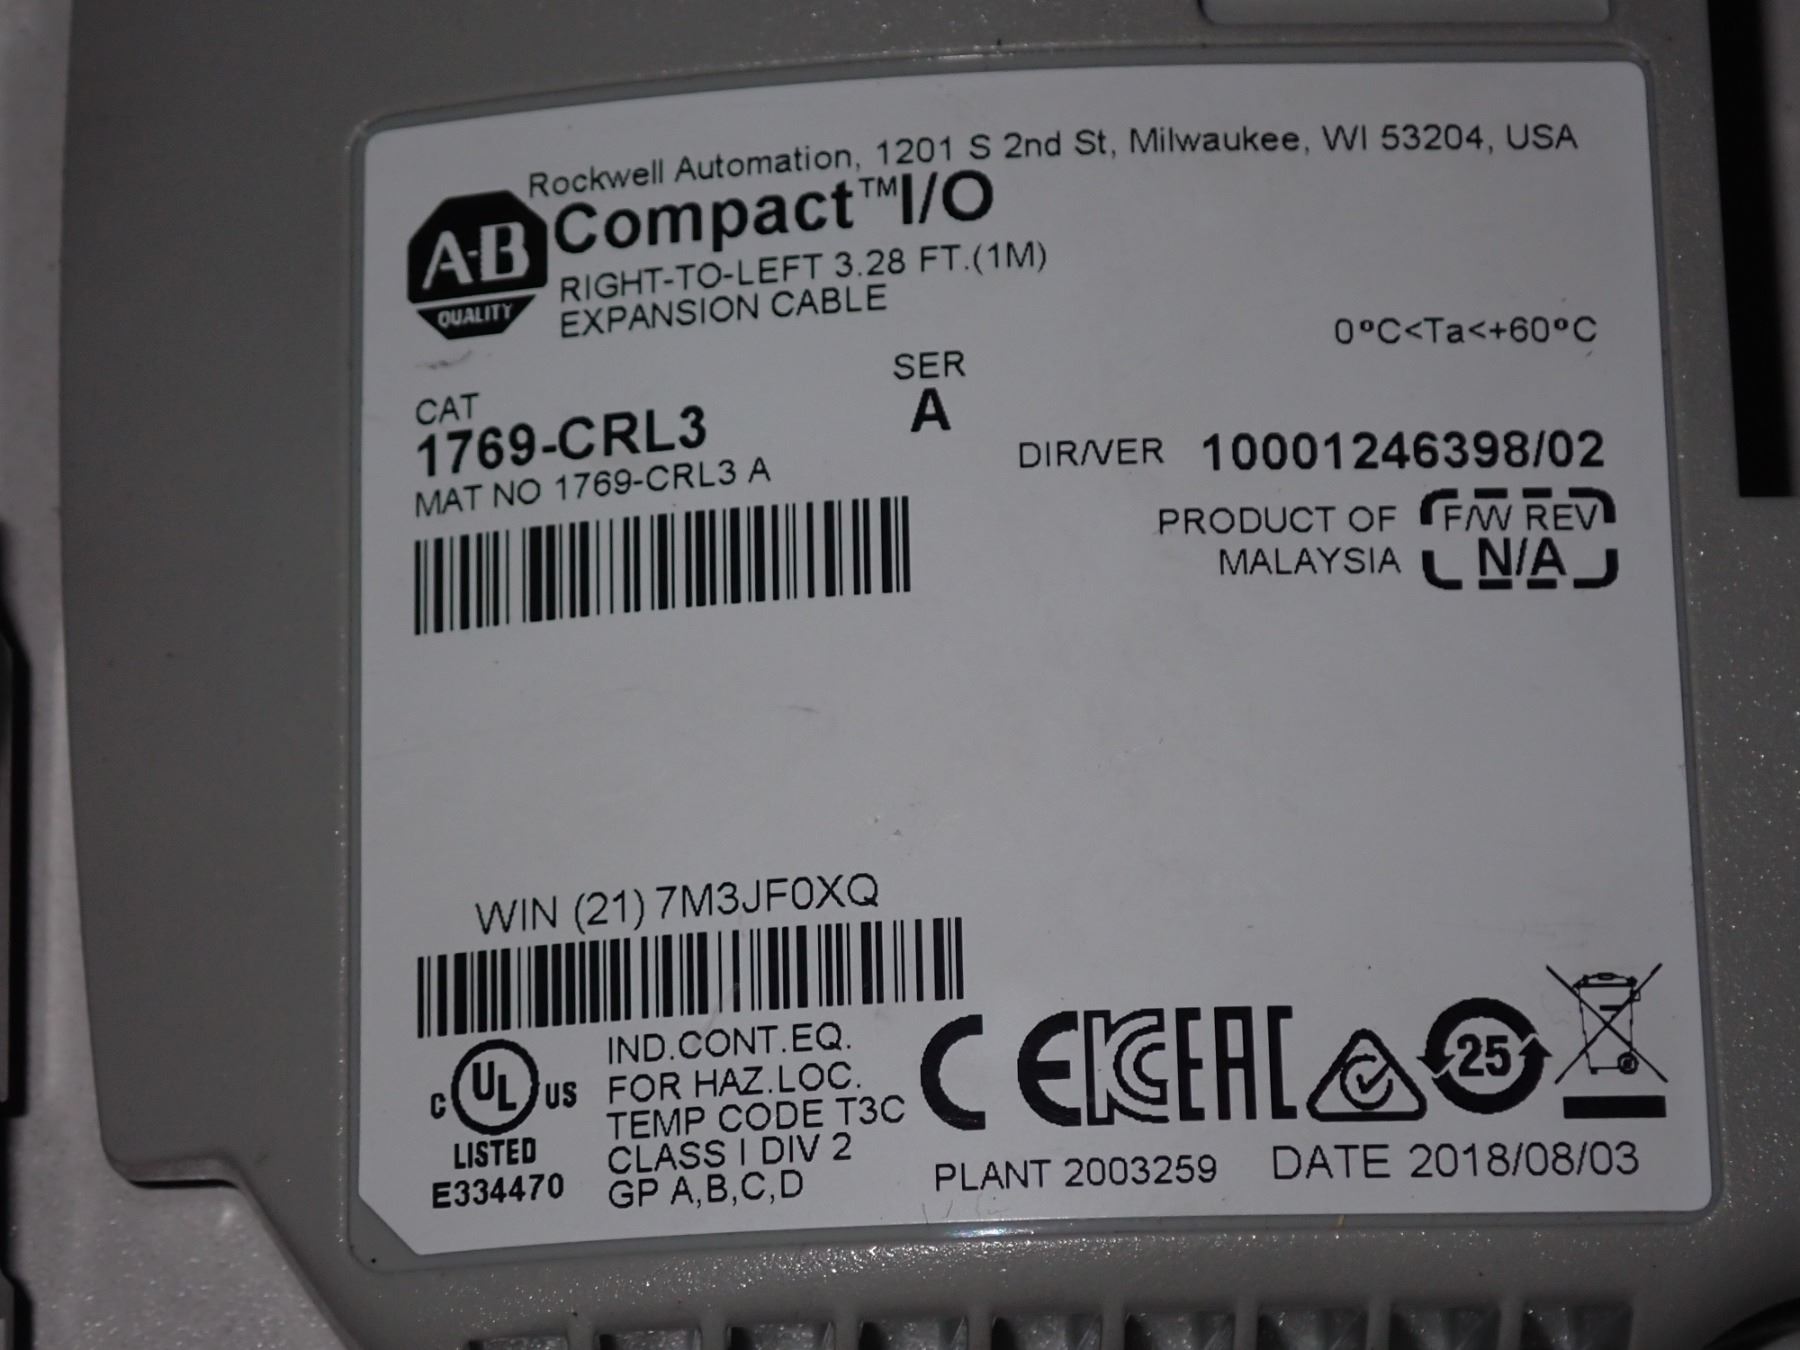 Rockwell Automation, 1201 S 2nd St, Milwaukee, WI 53204, USA
A-B
QUALITY
Compact™I/O
RIGHT-TO-LEFT 3.28 FT.(1M)
EXPANSION CABLE
0°C<Ta<+60°C
CAT
1769-CRL3
MAT NO 1769-CRL3 A
SER
A
DIR/VER 10001246398/02
PRODUCT OF
MALAYSIA
F/W REV
N/A
WIN (21) 7M3JF0XQ
C UL US
LISTED
E334470
IND.CONT.EQ.
FOR HAZ.LOC.
TEMP CODE T3C
CLASS I DIV 2
GP A,B,C,D
CE KC EAC 25
PLANT 2003259 DATE 2018/08/03